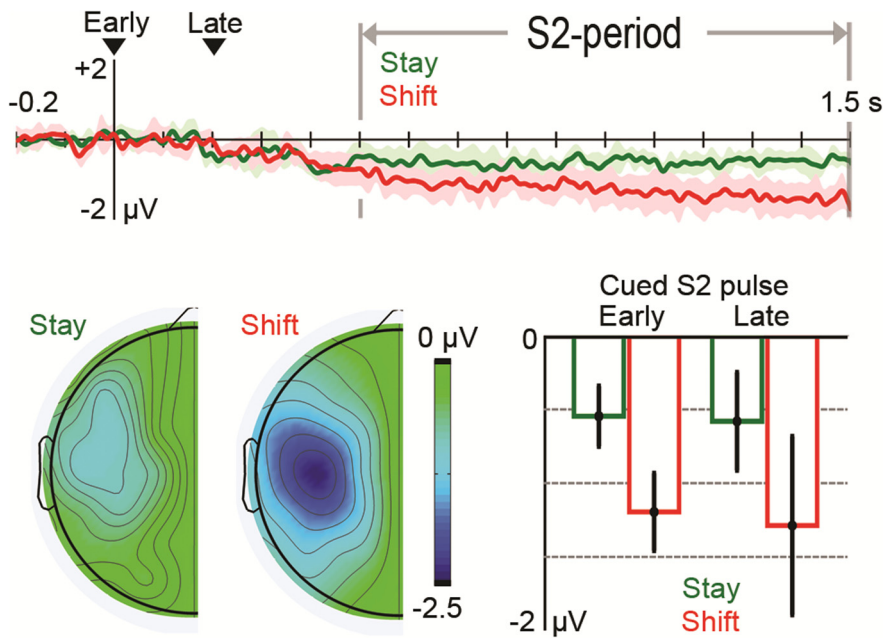 Early Late
S2-period
+2
Stay
Shift
-0.2
1.5 s
-2 µV
Stay
Shift
0 µV
-2.5
Cued S2 pulse
Early Late
0
Stay
Shift
-2 µV